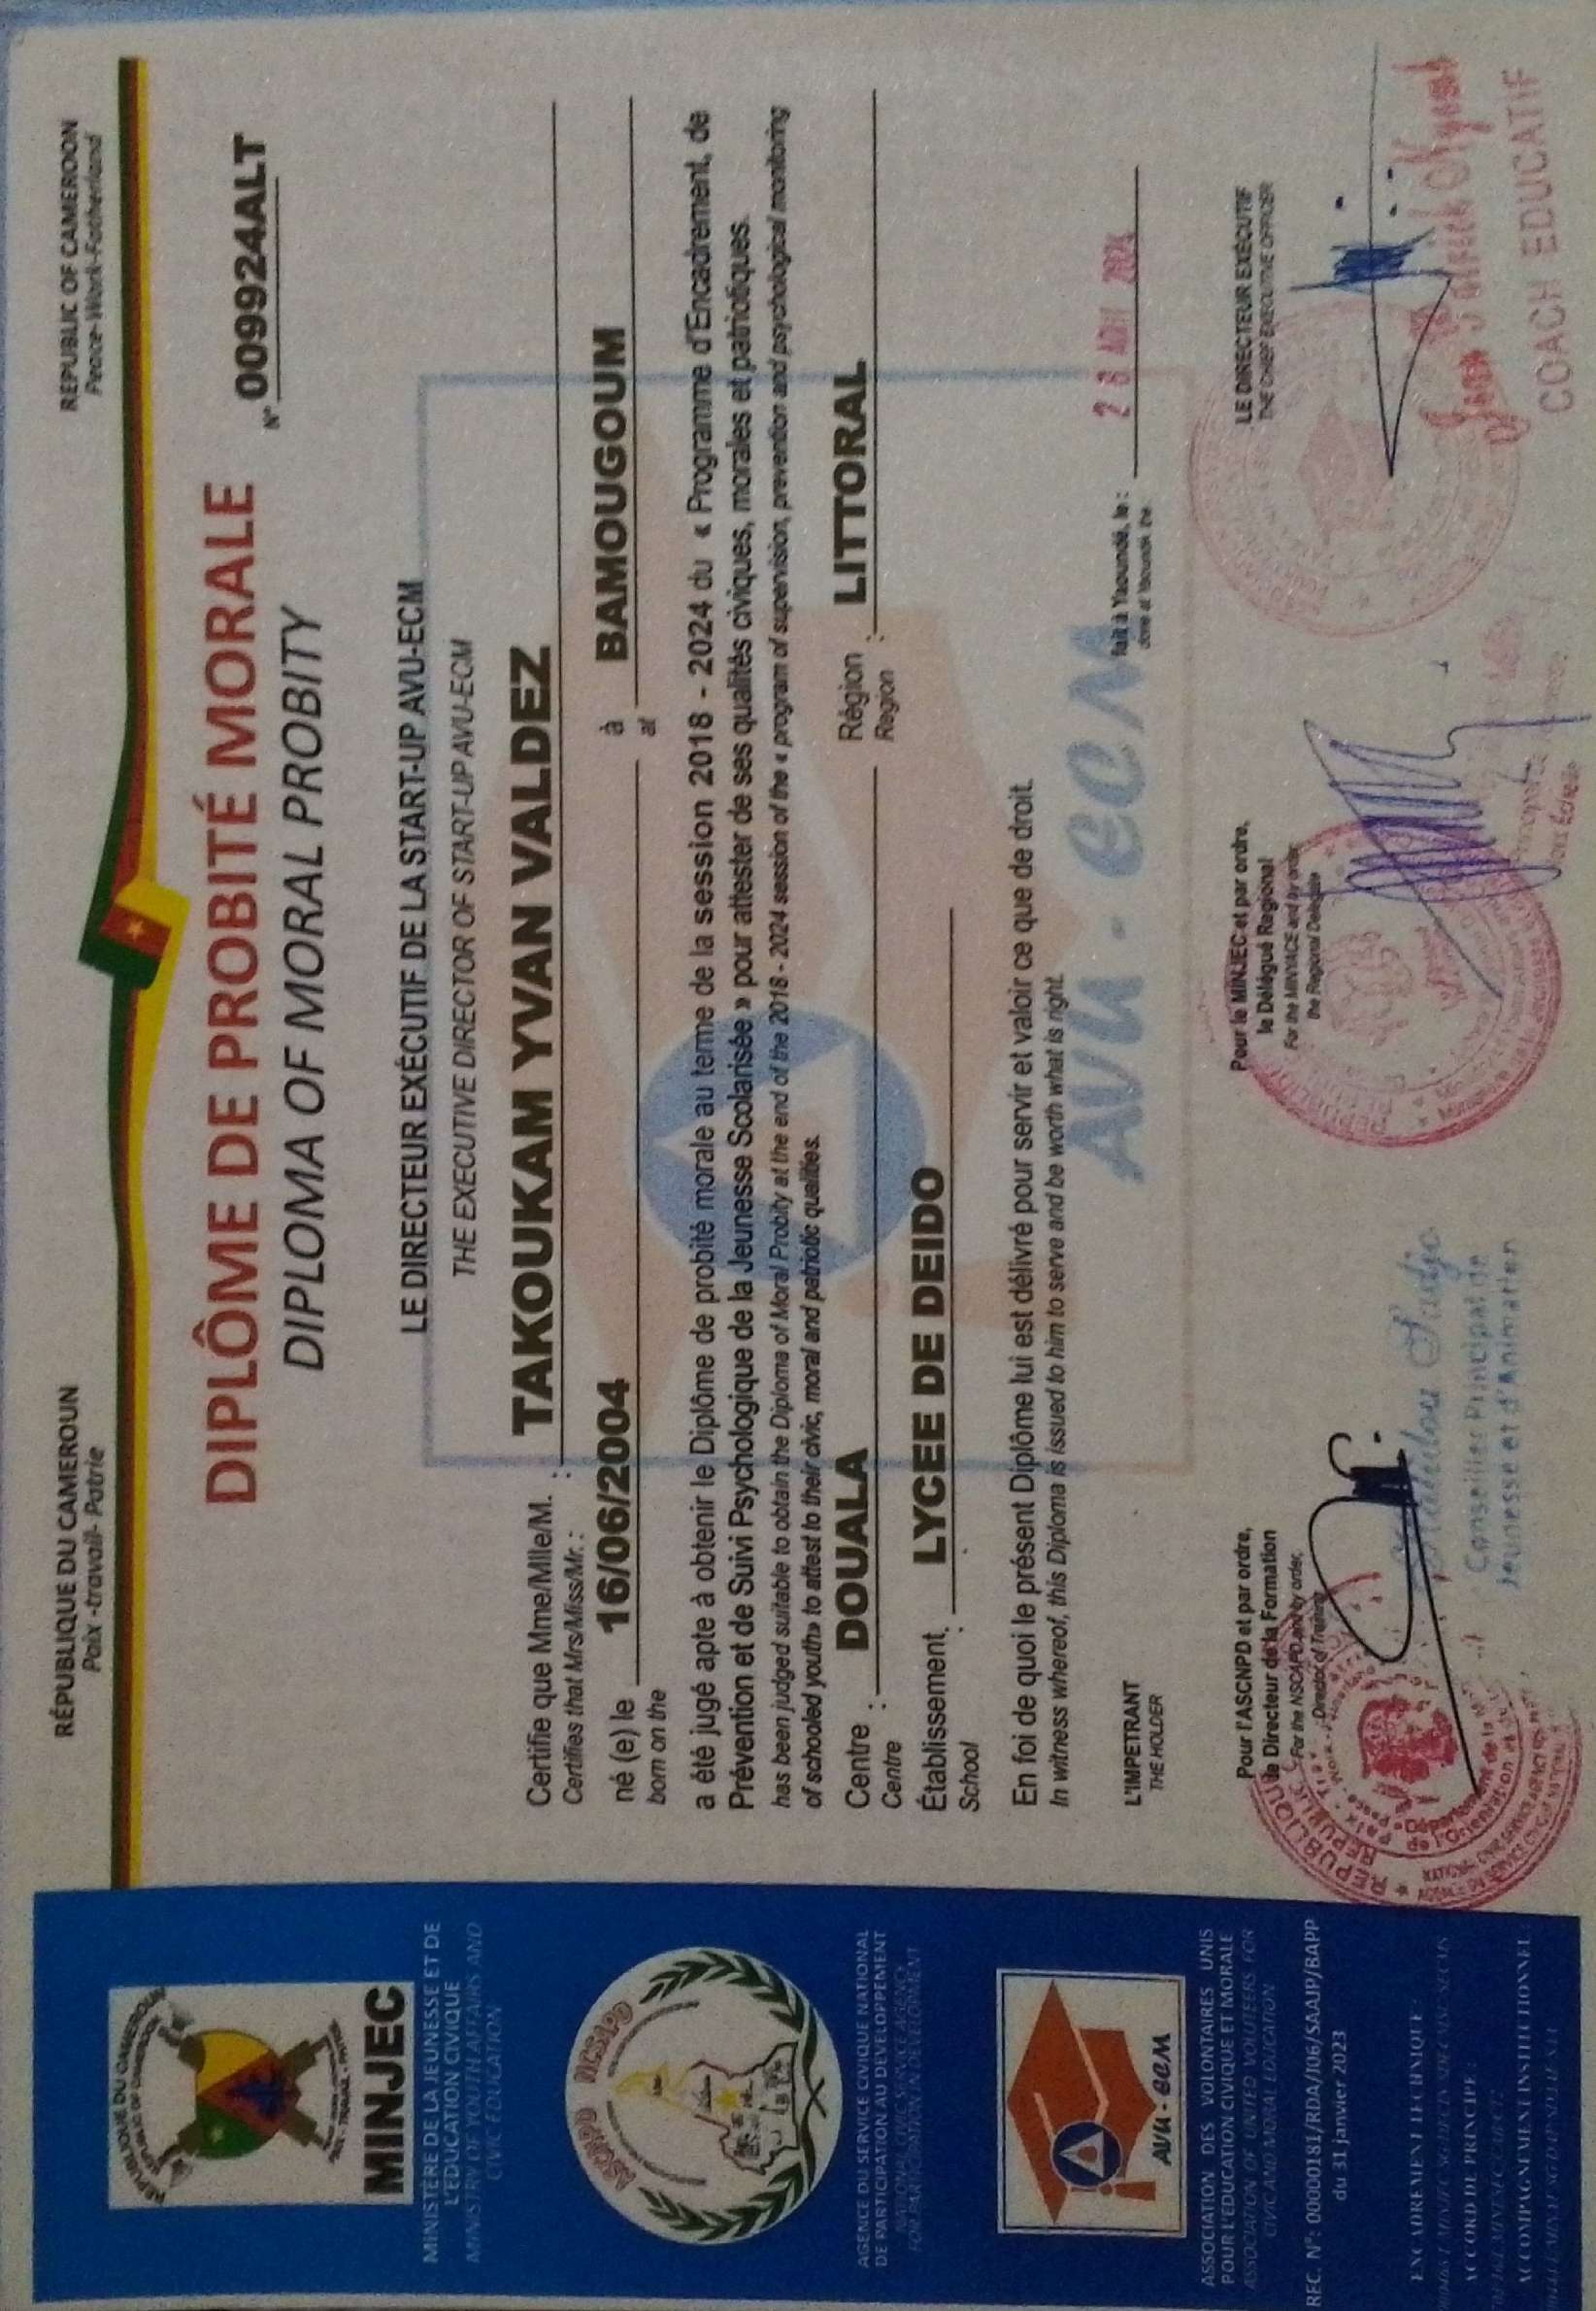 RÉPUBLIQUE DU CAMEROUN
Paix -travail- Patrie
REPUBLIC OF CAMEROON
Peace-Work-Fatherland
DIPLÔME DE PROBITÉ MORALE
DIPLOMA OF MORAL PROBITY
N° 009924ALT
LE DIRECTEUR EXÉCUTIF DE LA START-UP AVU-ECM
THE EXECUTIVE DIRECTOR OF START-UP AVU-ECM
Certifie que Mme/Mlle/M. : TAKOUKAM YVAN VALDEZ
Certifies that Mrs/Miss/Mr. :
né (e) le 16/06/2004 à BAMOUGOUM
born on the at
a été jugé apte à obtenir le Diplôme de probité morale au terme de la session 2018 - 2024 du « Programme d'Encadrement, de
Prévention et de Suivi Psychologique de la Jeunesse Scolarisée » pour attester de ses qualités civiques, morales et patriotiques.
has been judged suitable to obtain the Diploma of Moral Probity at the end of the 2018 - 2024 session of the « program of supervision, prevention and psychological monitoring
of schooled youth» to attest to their civic, moral and patriotic qualities.
Centre : DOUALA Région : LITTORAL
Centre Region
Établissement : LYCEE DE DEIDO
School
En foi de quoi le présent Diplôme lui est délivré pour servir et valoir ce que de droit.
In witness whereof, this Diploma is issued to him to serve and be worth what is right.
AVU - ECM
fait à Yaoundé, le :
done at Yaounde the
L'IMPETRANT
THE HOLDER
Pour l'ASCNPD et par ordre,
le Directeur de la Formation
For the NSCAPD and by order,
Director of Training
Conseiller Principal de
Jeunesse et d'Animation
Pour le MINJEC et par ordre,
le Délégué Regional
For the MINYACE and by order
the Regional Delegate
LE DIRECTEUR EXÉCUTIF
THE CHIEF EXECUTIVE OFFICER
COACH EDUCATIF
REPUBLIQUE DU CAMEROUN
REPUBLIC OF CAMEROON
MINJEC
MINISTÈRE DE LA JEUNESSE ET DE
L'EDUCATION CIVIQUE
MINISTRY OF YOUTH AFFAIRS AND
CIVIC EDUCATION
ASCNPD NCSAPD
AGENCE DU SERVICE CIVIQUE NATIONAL
DE PARTICIPATION AU DEVELOPPEMENT
NATIONAL CIVIC SERVICE AGENCY
FOR PARTICIPATION IN DEVELOPMENT
AVU - ECM
ASSOCIATION DES VOLONTAIRES UNIS
POUR L'EDUCATION CIVIQUE ET MORALE
ASSOCIATION OF UNITED VOLUTEERS FOR
CIVIC AND MORAL EDUCATION
REC. N°: 00000181/RDA/J06/SAAJP/BAPP
du 31 janvier 2023
ENCADREMENT TECHNIQUE :
ACCORD DE PRINCIPE :
ACCOMPAGNEMENT INSTITUTIONNEL